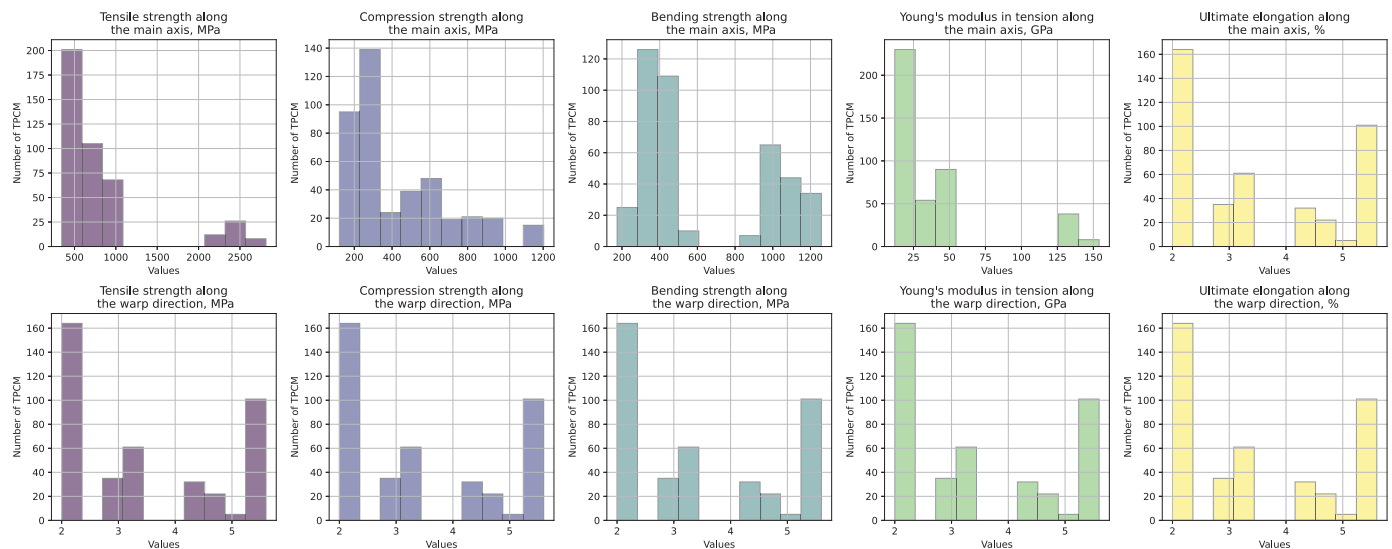 Tensile strength along
the main axis, MPa
Number of TPCM
200
175
150
125
100
75
50
25
0
500 1000 1500 2000 2500
Values
Compression strength along
the main axis, MPa
Number of TPCM
140
120
100
80
60
40
20
0
200 400 600 800 1000 1200
Values
Bending strength along
the main axis, MPa
Number of TPCM
120
100
80
60
40
20
0
200 400 600 800 1000 1200
Values
Young's modulus in tension along
the main axis, GPa
Number of TPCM
200
150
100
50
0
25 50 75 100 125 150
Values
Ultimate elongation along
the main axis, %
Number of TPCM
160
140
120
100
80
60
40
20
0
2 3 4 5
Values
Tensile strength along
the warp direction, MPa
Number of TPCM
160
140
120
100
80
60
40
20
0
2 3 4 5
Values
Compression strength along
the warp direction, MPa
Number of TPCM
160
140
120
100
80
60
40
20
0
2 3 4 5
Values
Bending strength along
the warp direction, MPa
Number of TPCM
160
140
120
100
80
60
40
20
0
2 3 4 5
Values
Young's modulus in tension along
the warp direction, GPa
Number of TPCM
160
140
120
100
80
60
40
20
0
2 3 4 5
Values
Ultimate elongation along
the warp direction, %
Number of TPCM
160
140
120
100
80
60
40
20
0
2 3 4 5
Values